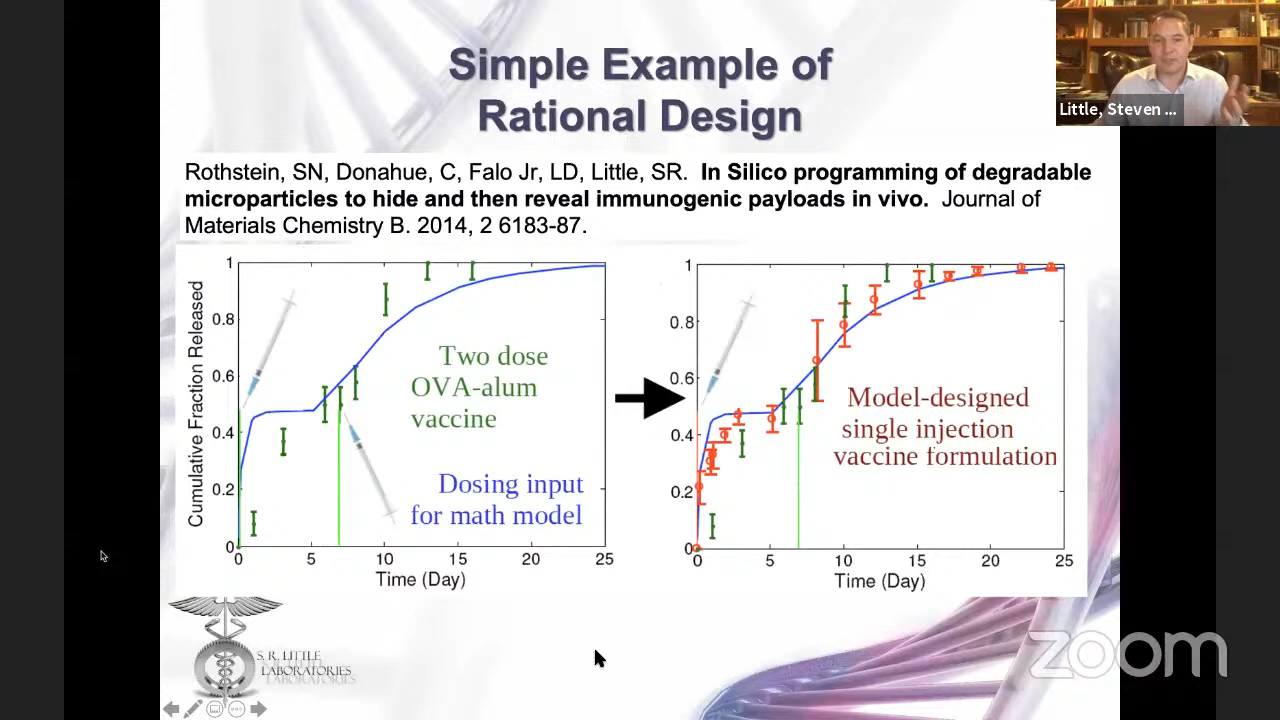 Simple Example of
Rational Design
Little, Steven ...
Rothstein, SN, Donahue, C, Falo Jr, LD, Little, SR. In Silico programming of degradable
microparticles to hide and then reveal immunogenic payloads in vivo. Journal of
Materials Chemistry B. 2014, 2 6183-87.
Cumulative Fraction Released
1
0.8
0.6
0.4
0.2
0
0
5
10
15
20
25
Time (Day)
Two dose
OVA-alum
vaccine
Dosing input
for math model
1
0.8
0.6
0.4
0.2
0
0
5
10
15
20
25
Time (Day)
Model-designed
single injection
vaccine formulation
S. R. LITTLE
LABORATORIES
zoom